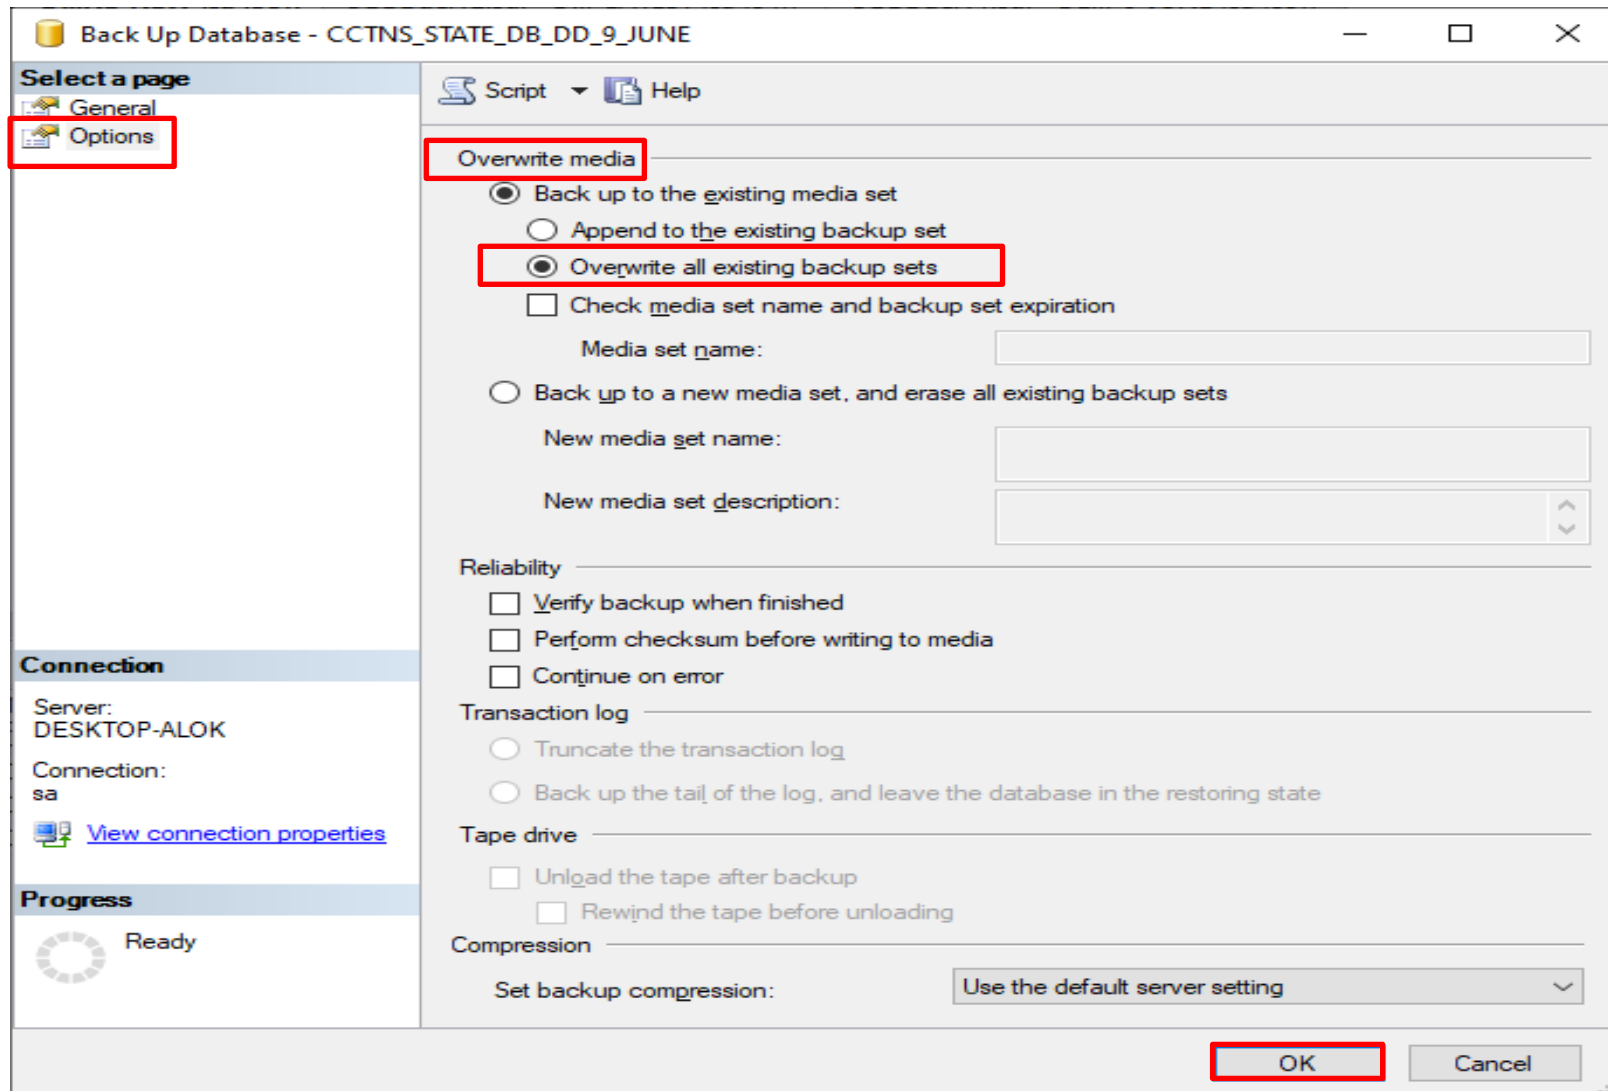 Back Up Database - CCTNS_STATE_DB_DD_9_JUNE
Select a page
General
Options
Script
Help
Overwrite media
Back up to the existing media set
Append to the existing backup set
Overwrite all existing backup sets
Check media set name and backup set expiration
Media set name:
Back up to a new media set, and erase all existing backup sets
New media set name:
New media set description:
Reliability
Verify backup when finished
Perform checksum before writing to media
Continue on error
Transaction log
Truncate the transaction log
Back up the tail of the log, and leave the database in the restoring state
Tape drive
Unload the tape after backup
Rewind the tape before unloading
Compression
Set backup compression:
Use the default server setting
Connection
Server:
DESKTOP-ALOK
Connection:
sa
View connection properties
Progress
Ready
OK
Cancel